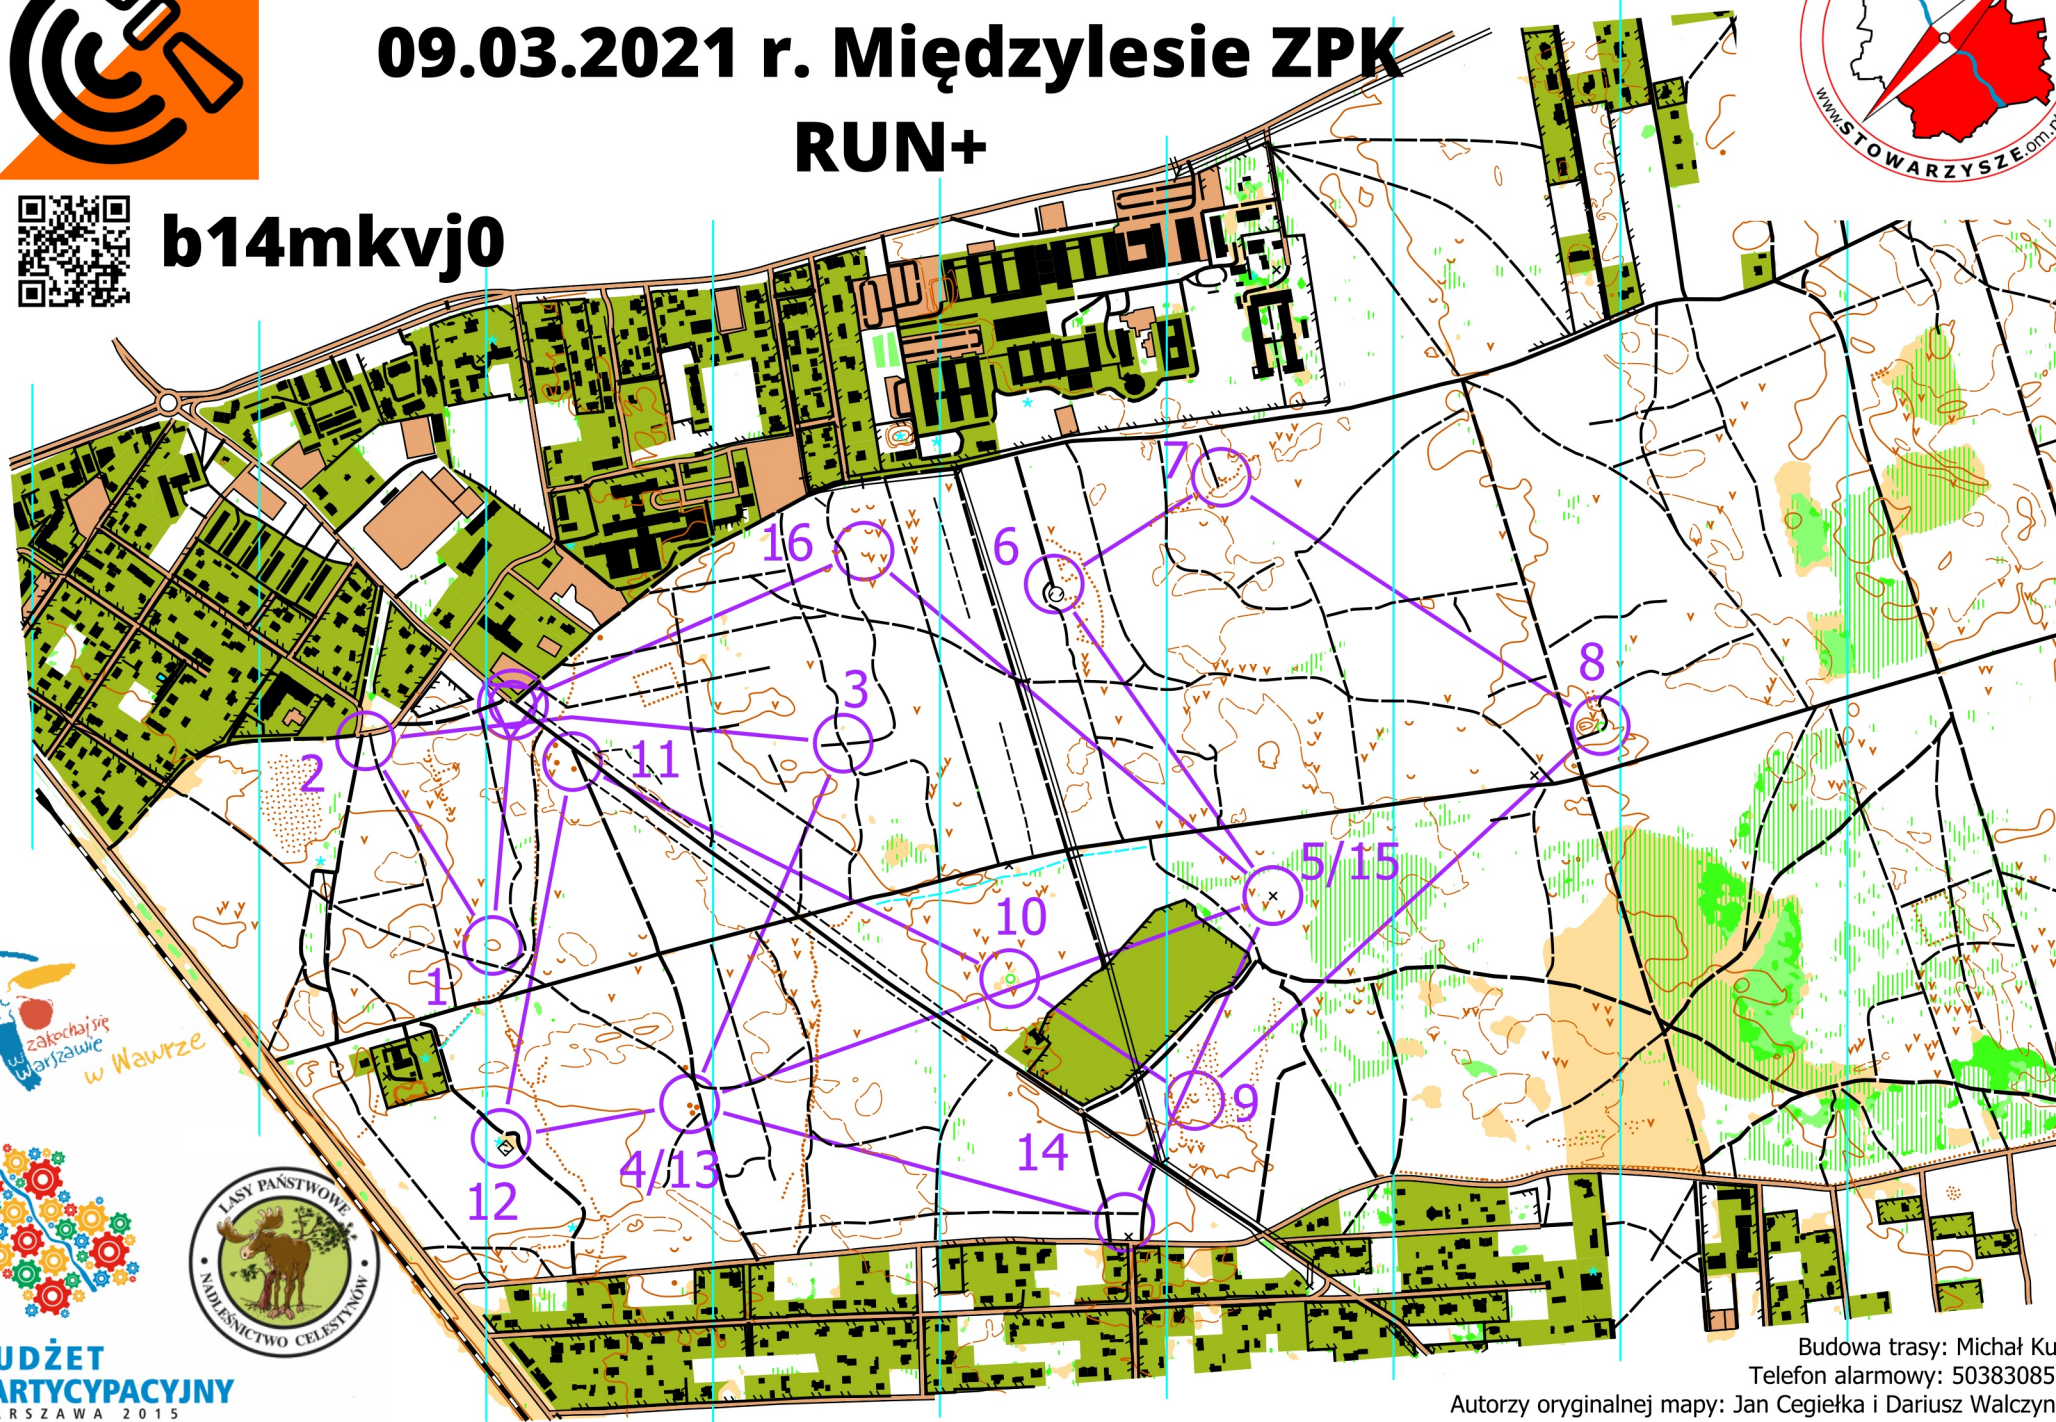 09.03.2021 r. Międzylesie ZPK
RUN+
b14mkvj0
www.STOWARZYSZE.om.pl
7
16
6
3
8
2
11
5/15
10
1
9
14
4/13
12
zakochaj się
w Warszawie
w Wawrze
LASY PAŃSTWOWE
NADLEŚNICTWO CELESTYNÓW
UDŻET
ARTYCYPACYJNY
RSZAWA 2015
Budowa trasy: Michał Ku
Telefon alarmowy: 50383085
Autorzy oryginalnej mapy: Jan Cegiełka i Dariusz Walczyn